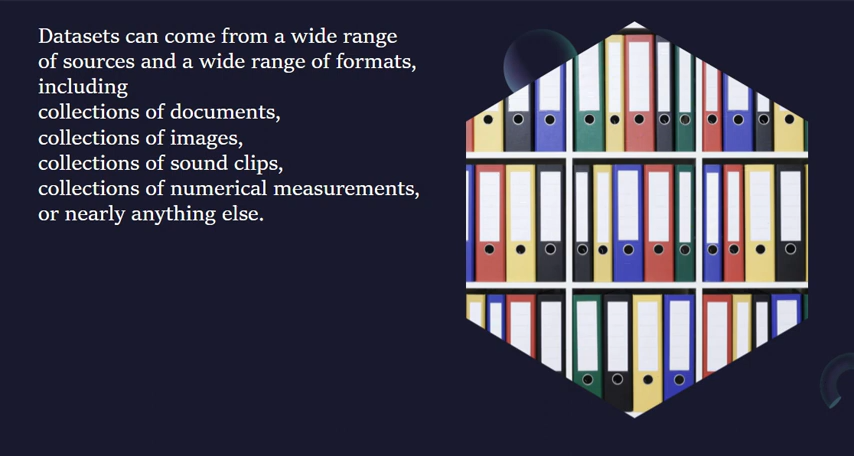 Datasets can come from a wide range
of sources and a wide range of formats,
including
collections of documents,
collections of images,
collections of sound clips,
collections of numerical measurements,
or nearly anything else.